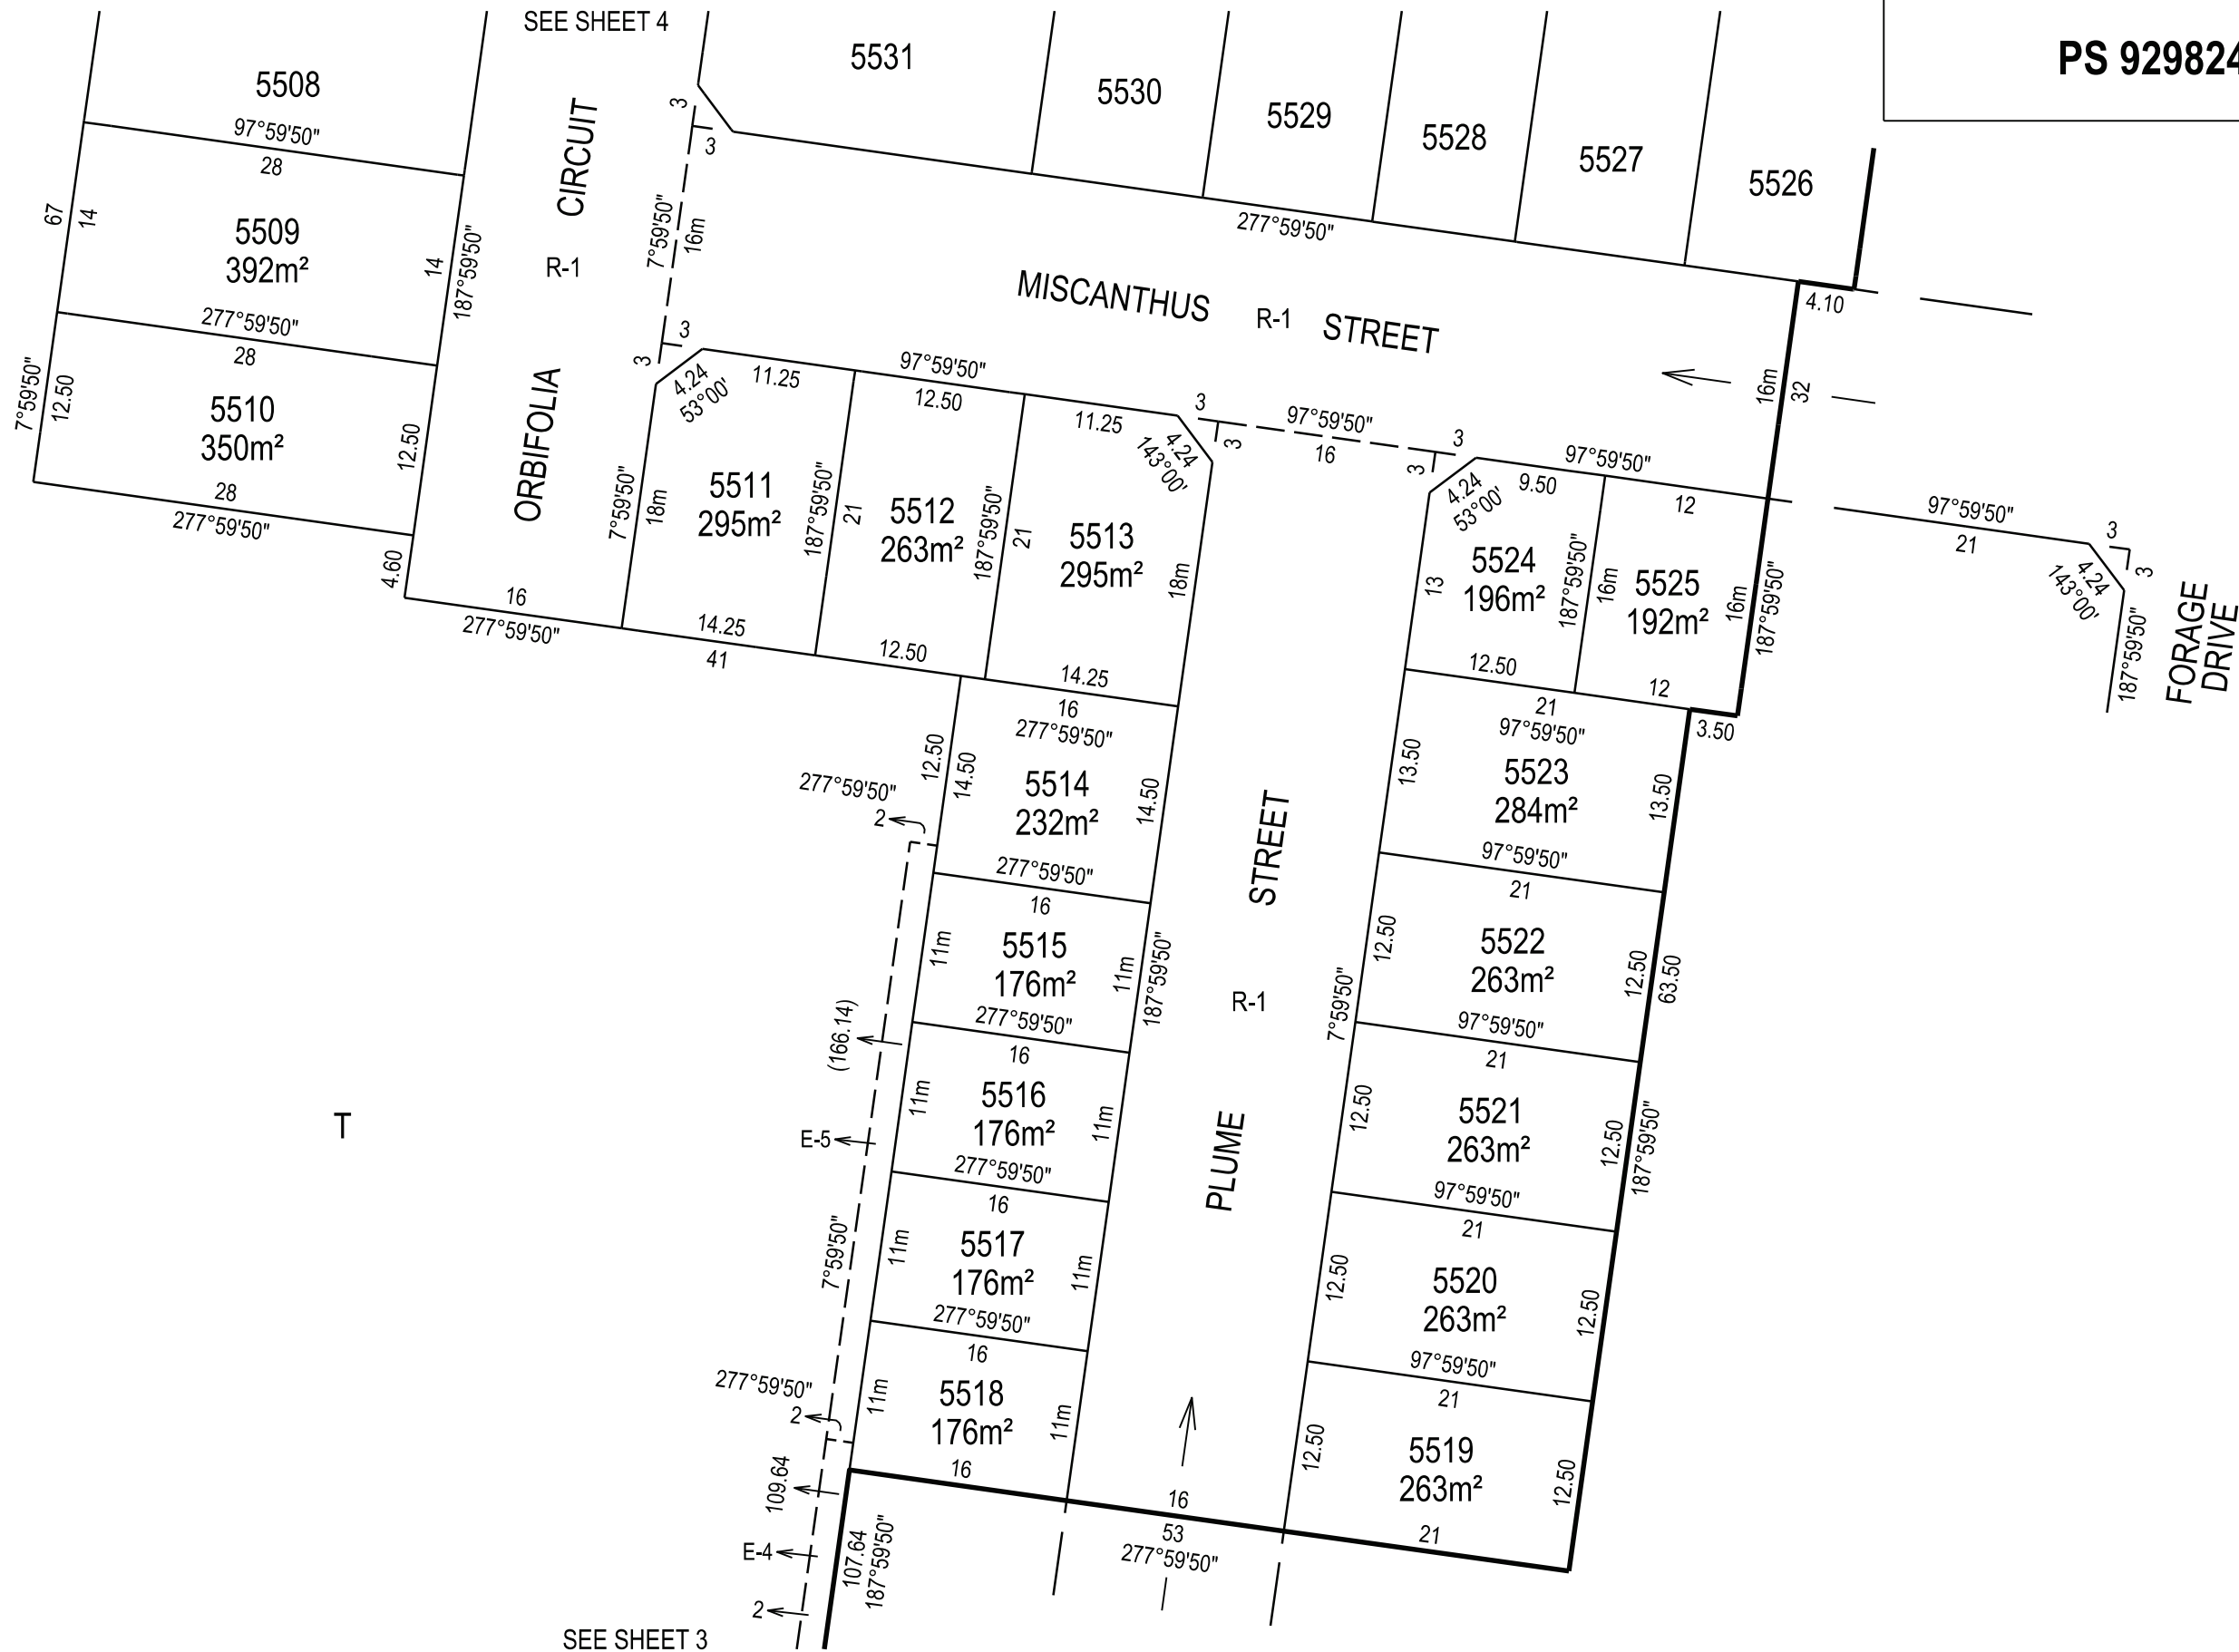 SEE SHEET 4
PS 929824
5508
97°59'50"
28
67
14
5509
392m²
14
187°59'50"
277°59'50"
28
7°59'50"
12.50
5510
350m²
12.50
28
277°59'50"
4.60
CIRCUIT
R-1
ORBIFOLIA
16
277°59'50"
5531
5530
5529
5528
5527
5526
3
3
7°59'50"
16m
3
3
277°59'50"
MISCANTHUS
R-1
STREET
4.10
16m
32
4.24
53°00'
11.25
97°59'50"
12.50
11.25
4.24
143°00'
3
3
97°59'50"
16
3
3
7°59'50"
18m
5511
295m²
187°59'50"
21
5512
263m²
187°59'50"
21
5513
295m²
18m
14.25
41
12.50
14.25
4.24
53°00'
9.50
97°59'50"
12
13
5524
196m²
187°59'50"
16m
5525
192m²
16m
187°59'50"
12.50
12
3.50
97°59'50"
21
3
3
4.24
143°00'
187°59'50"
FORAGE
DRIVE
16
277°59'50"
12.50
14.50
5514
232m²
14.50
277°59'50"
2
277°59'50"
16
11m
5515
176m²
11m
187°59'50"
277°59'50"
(166.14)
16
11m
5516
176m²
11m
E-5
277°59'50"
16
11m
5517
176m²
11m
7°59'50"
277°59'50"
16
277°59'50"
2
11m
5518
176m²
11m
16
109.64
E-4
107.64
187°59'50"
2
SEE SHEET 3
T
STREET
R-1
PLUME
16
53
277°59'50"
21
97°59'50"
13.50
5523
284m²
13.50
97°59'50"
21
12.50
5522
263m²
12.50
63.50
7°59'50"
97°59'50"
21
12.50
5521
263m²
12.50
187°59'50"
97°59'50"
21
12.50
5520
263m²
12.50
97°59'50"
21
12.50
5519
263m²
12.50
21